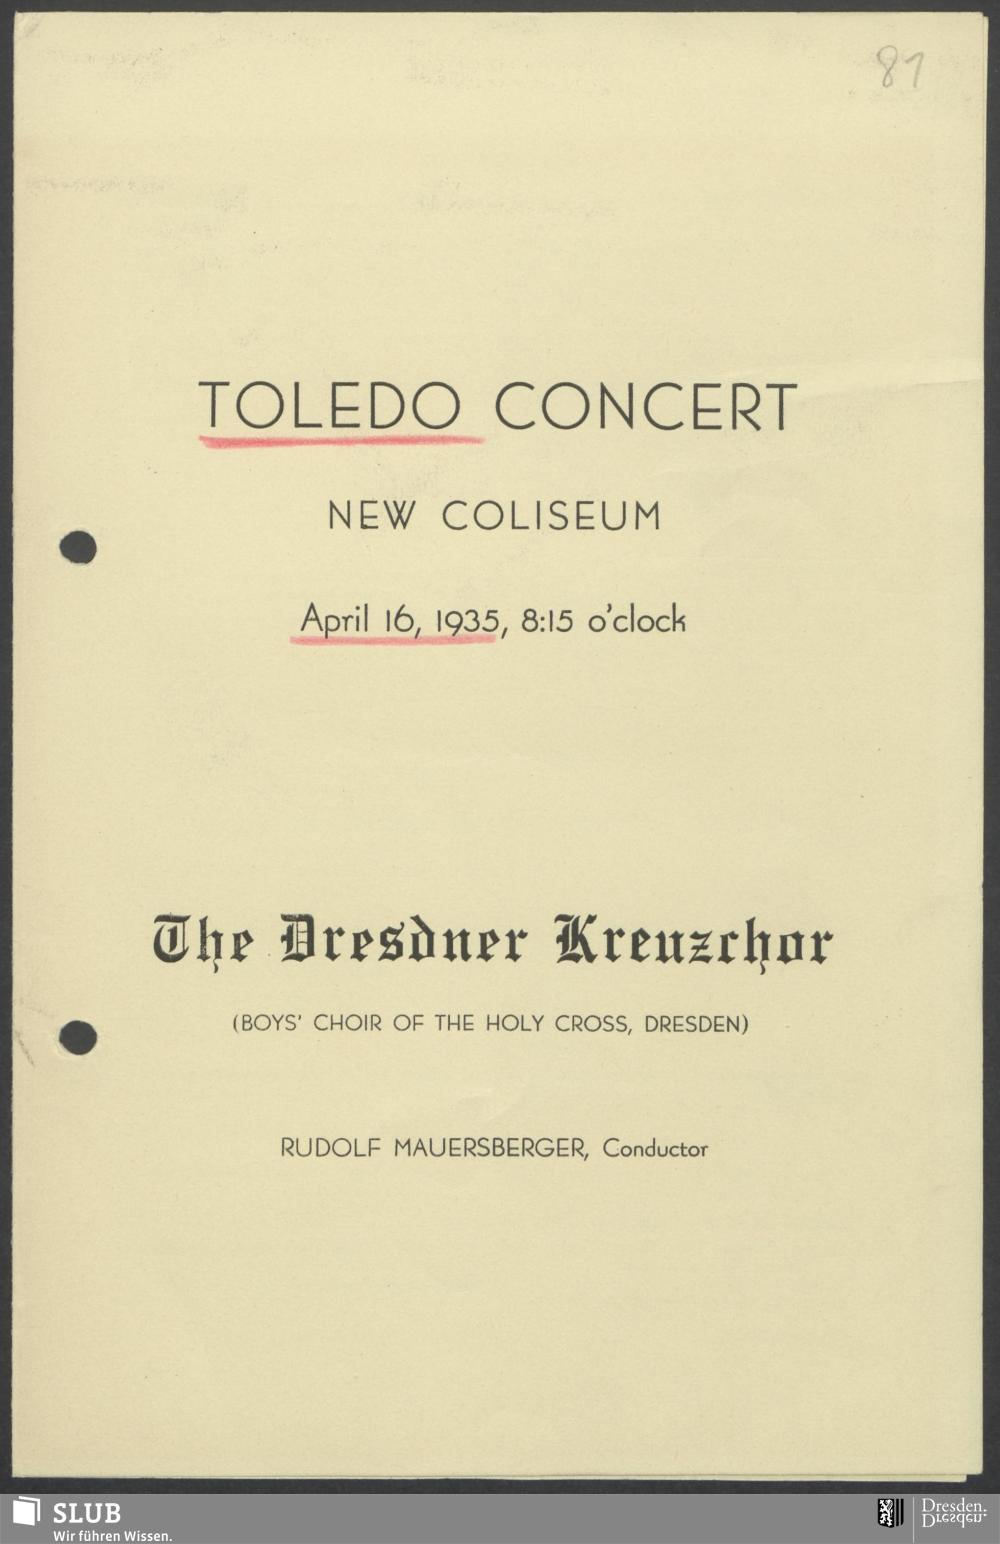 81
TOLEDO CONCERT
NEW COLISEUM
April 16, 1935, 8:15 o'clock
The Dresdner Kreuzchor
(BOYS' CHOIR OF THE HOLY CROSS, DRESDEN)
RUDOLF MAUERSBERGER, Conductor
SLUB
Wir führen Wissen.
Dresden.
Dresden.